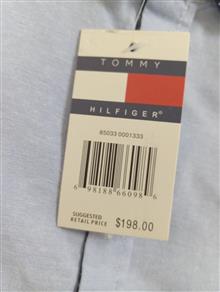 TOMMY
HILFIGER®
85033 0001333
6 98188 66098 6
SUGGESTED
RETAIL PRICE $198.00